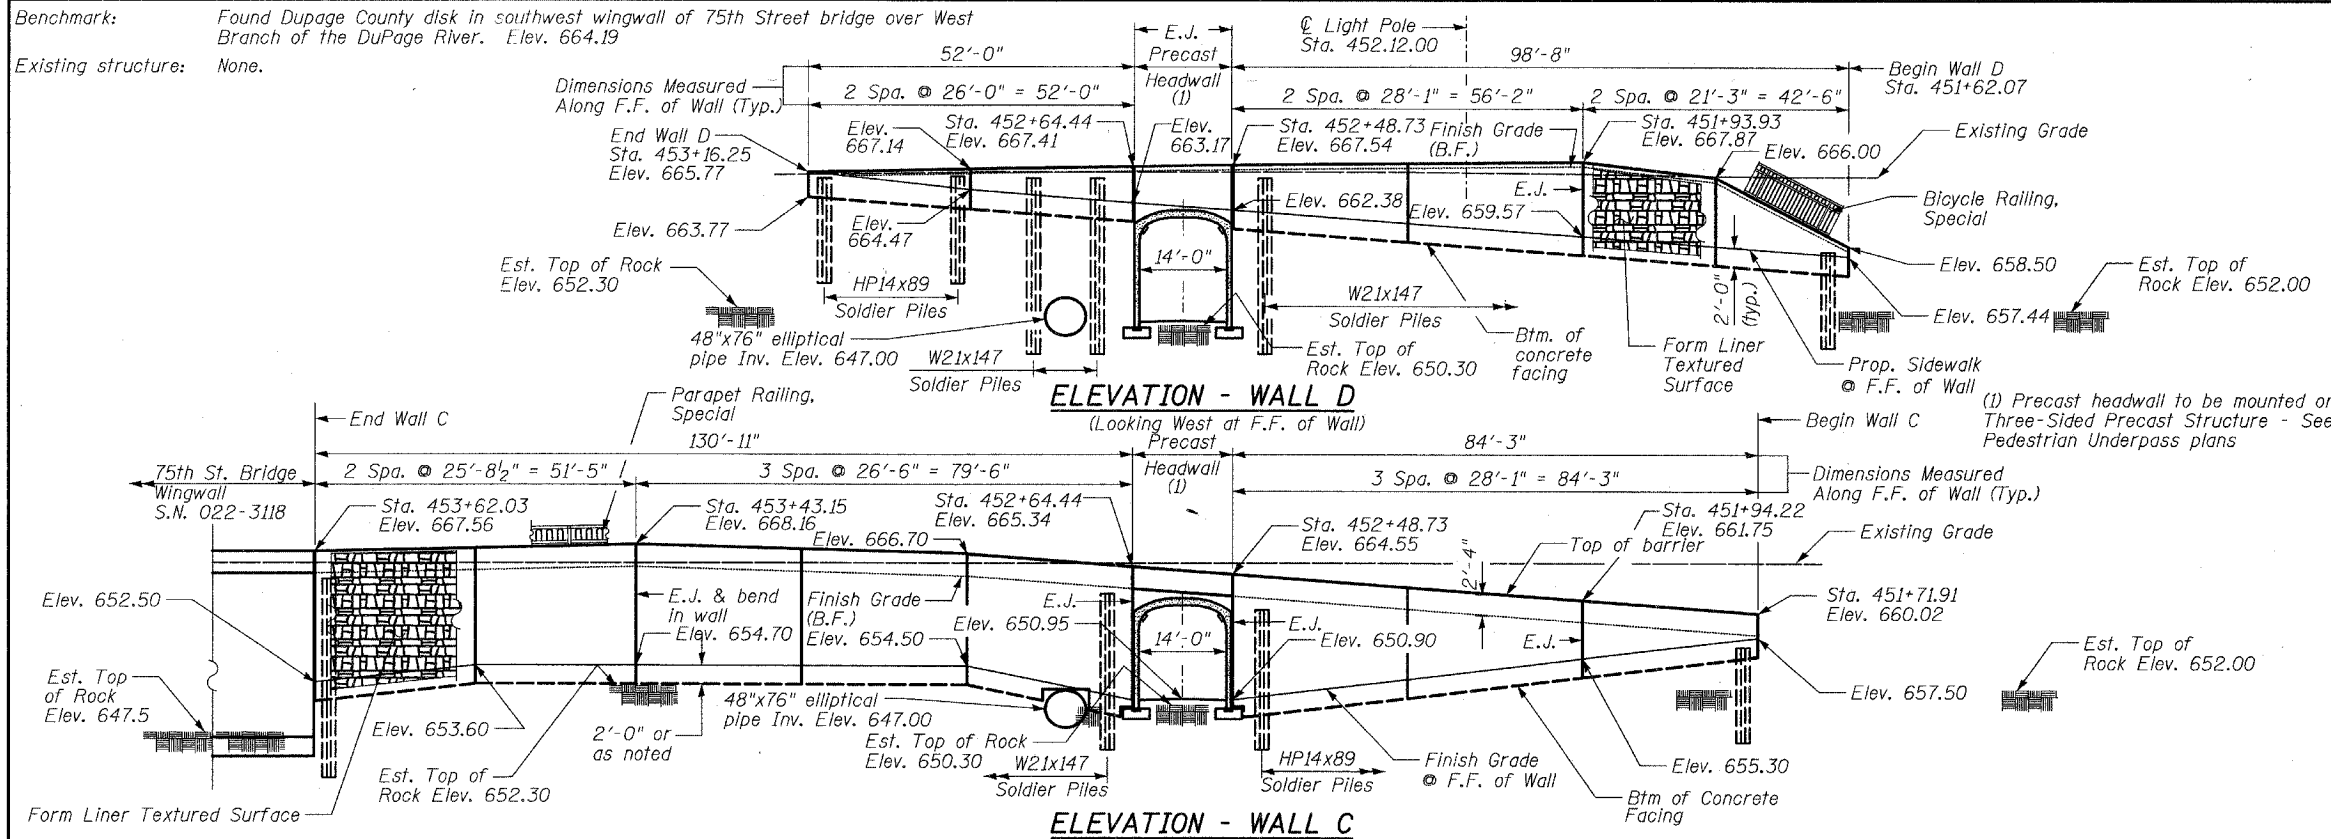 Benchmark: Found Dupage County disk in southwest wingwall of 75th Street bridge over West
Branch of the DuPage River. Elev. 664.19
Existing structure: None.
℄ Light Pole
Sta. 452.12.00
E.J.
Precast
Headwall
(1)
52'-0"
98'-8"
Begin Wall D
Sta. 451+62.07
Dimensions Measured
Along F.F. of Wall (Typ.)
2 Spa. @ 26'-0" = 52'-0"
2 Spa. @ 28'-1" = 56'-2"
2 Spa. @ 21'-3" = 42'-6"
End Wall D
Sta. 453+16.25
Elev. 665.77
Elev.
667.14
Sta. 452+64.44
Elev. 667.41
Elev.
663.17
Sta. 452+48.73
Elev. 667.54
Finish Grade
(B.F.)
Sta. 451+93.93
Elev. 667.87
Elev. 666.00
Existing Grade
E.J.
Bicycle Railing,
Special
Elev. 663.77
Elev.
664.47
Elev. 662.38
Elev. 659.57
Est. Top of Rock
Elev. 652.30
HP14x89
Soldier Piles
14'-0"
W21x147
Soldier Piles
2'-0"
(typ.)
Elev. 658.50
Est. Top of
Rock Elev. 652.00
Elev. 657.44
48"x76" elliptical
pipe Inv. Elev. 647.00
W21x147
Soldier Piles
Est. Top of
Rock Elev. 650.30
Btm. of
concrete
facing
Form Liner
Textured
Surface
Prop. Sidewalk
@ F.F. of Wall
ELEVATION - WALL D
(Looking West at F.F. of Wall)
(1) Precast headwall to be mounted on
Three-Sided Precast Structure - See
Pedestrian Underpass plans
End Wall C
Parapet Railing,
Special
130'-11"
Precast
Headwall
(1)
84'-3"
Begin Wall C
75th St. Bridge
Wingwall
S.N. 022-3118
2 Spa. @ 25'-8½" = 51'-5"
3 Spa. @ 26'-6" = 79'-6"
3 Spa. @ 28'-1" = 84'-3"
Dimensions Measured
Along F.F. of Wall (Typ.)
Sta. 453+62.03
Elev. 667.56
Sta. 453+43.15
Elev. 668.16
Elev. 666.70
Sta. 452+64.44
Elev. 665.34
Sta. 452+48.73
Elev. 664.55
Sta. 451+94.22
Elev. 661.75
2'-4"
Top of barrier
Existing Grade
Elev. 652.50
E.J. & bend
in wall
Elev. 654.70
Finish Grade
(B.F.)
Elev. 654.50
E.J.
Elev. 650.95
14'-0"
E.J.
Elev. 650.90
E.J.
Sta. 451+71.91
Elev. 660.02
Est. Top of
Rock Elev. 652.00
Est. Top
of Rock
Elev. 647.5
Elev. 653.60
2'-0" or
as noted
48"x76" elliptical
pipe Inv. Elev. 647.00
Est. Top of Rock
Elev. 650.30
Elev. 657.50
Est. Top of
Rock Elev. 652.30
W21x147
Soldier Piles
HP14x89
Soldier Piles
Finish Grade
@ F.F. of Wall
Elev. 655.30
Btm of Concrete
Facing
Form Liner Textured Surface
ELEVATION - WALL C